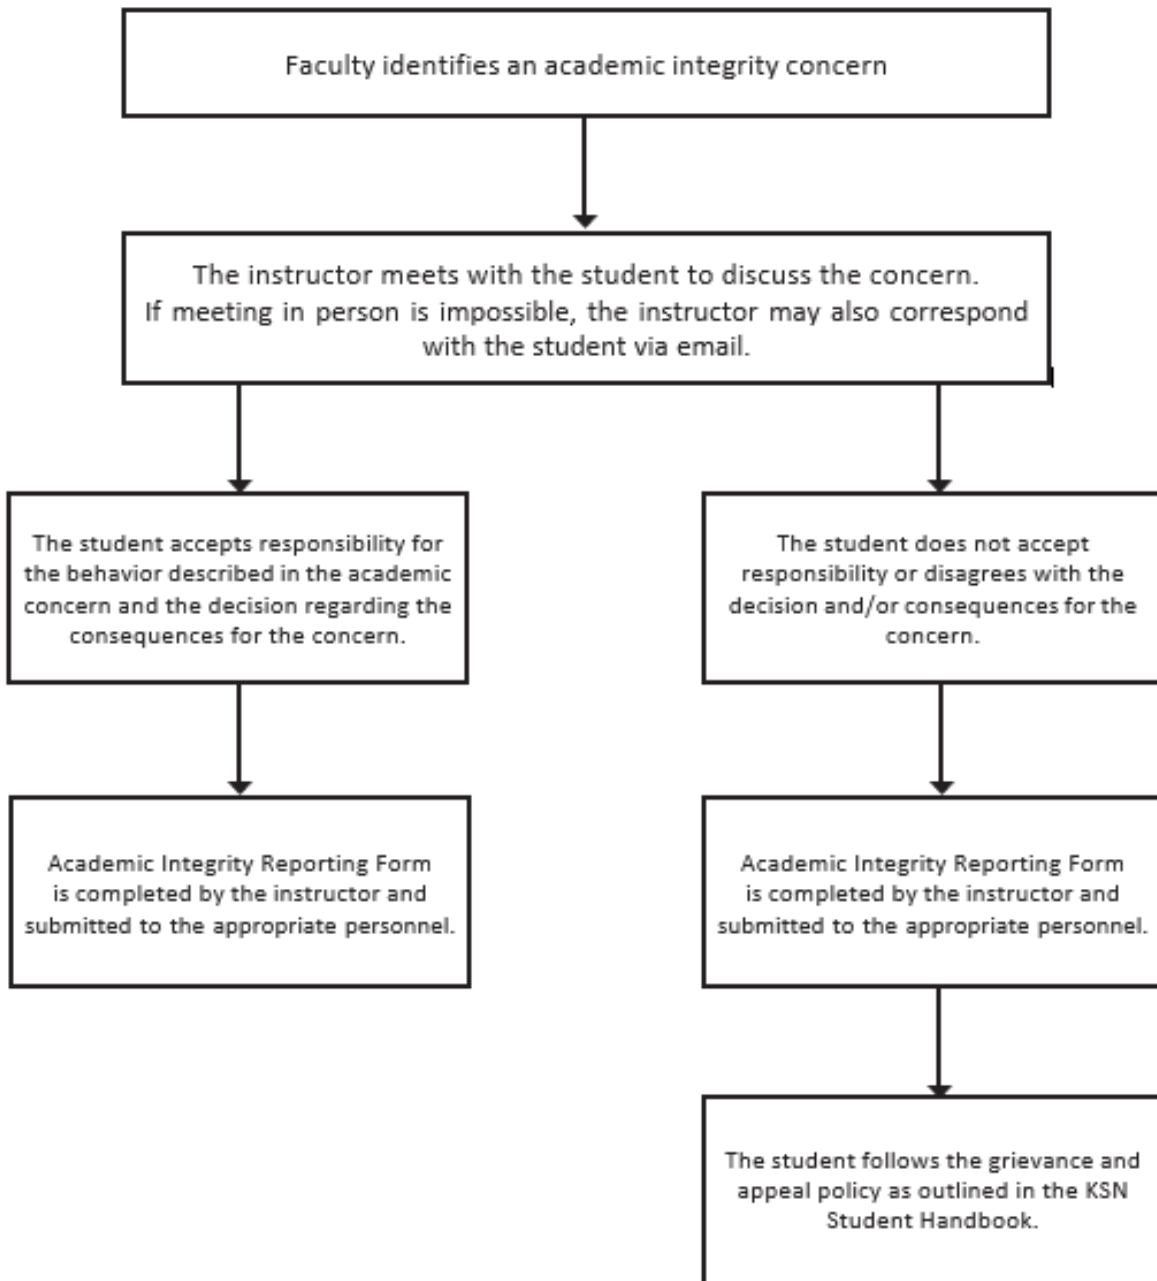 Faculty identifies an academic integrity concern
The instructor meets with the student to discuss the concern.
If meeting in person is impossible, the instructor may also correspond
with the student via email.
The student accepts responsibility for
the behavior described in the academic
concern and the decision regarding the
consequences for the concern.
The student does not accept
responsibility or disagrees with the
decision and/or consequences for the
concern.
Academic Integrity Reporting Form
is completed by the instructor and
submitted to the appropriate personnel.
Academic Integrity Reporting Form
is completed by the instructor and
submitted to the appropriate personnel.
The student follows the grievance and
appeal policy as outlined in the KSN
Student Handbook.